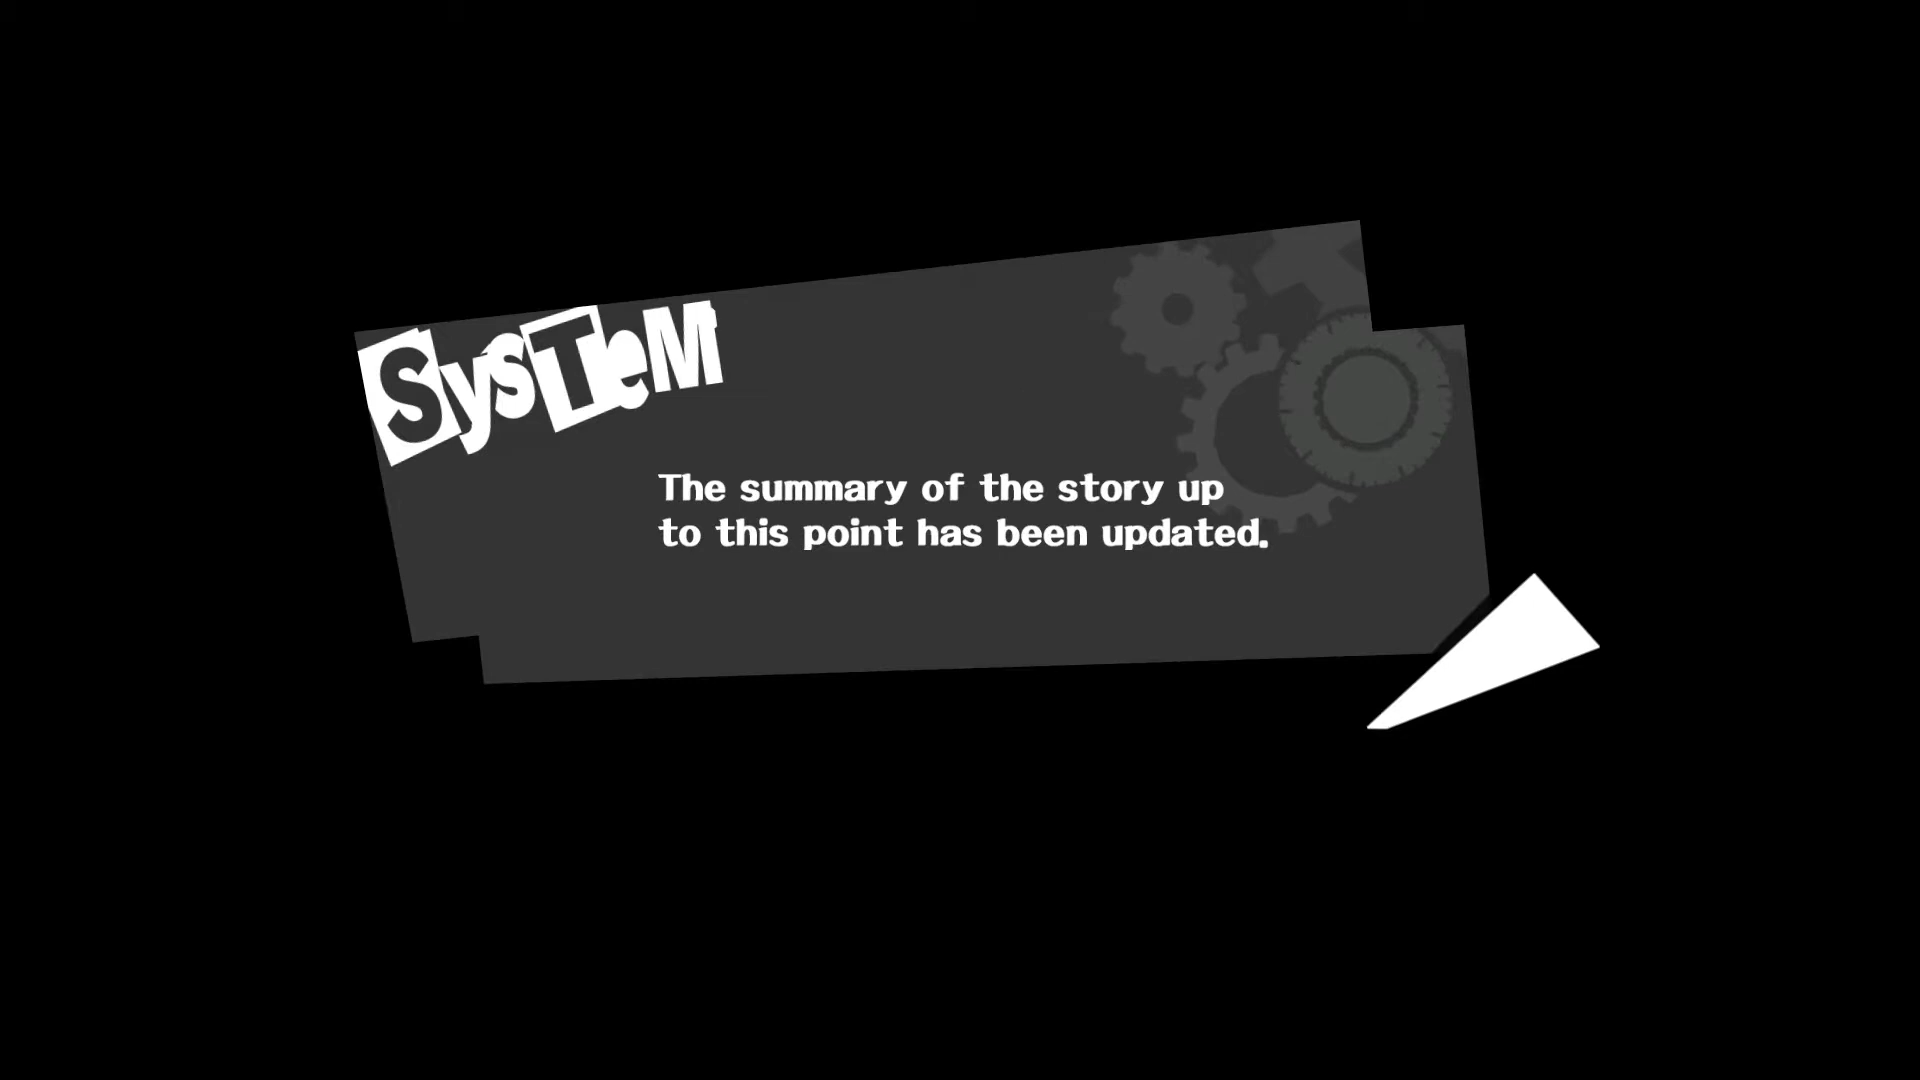 SysTeM
The summary of the story up
to this point has been updated.